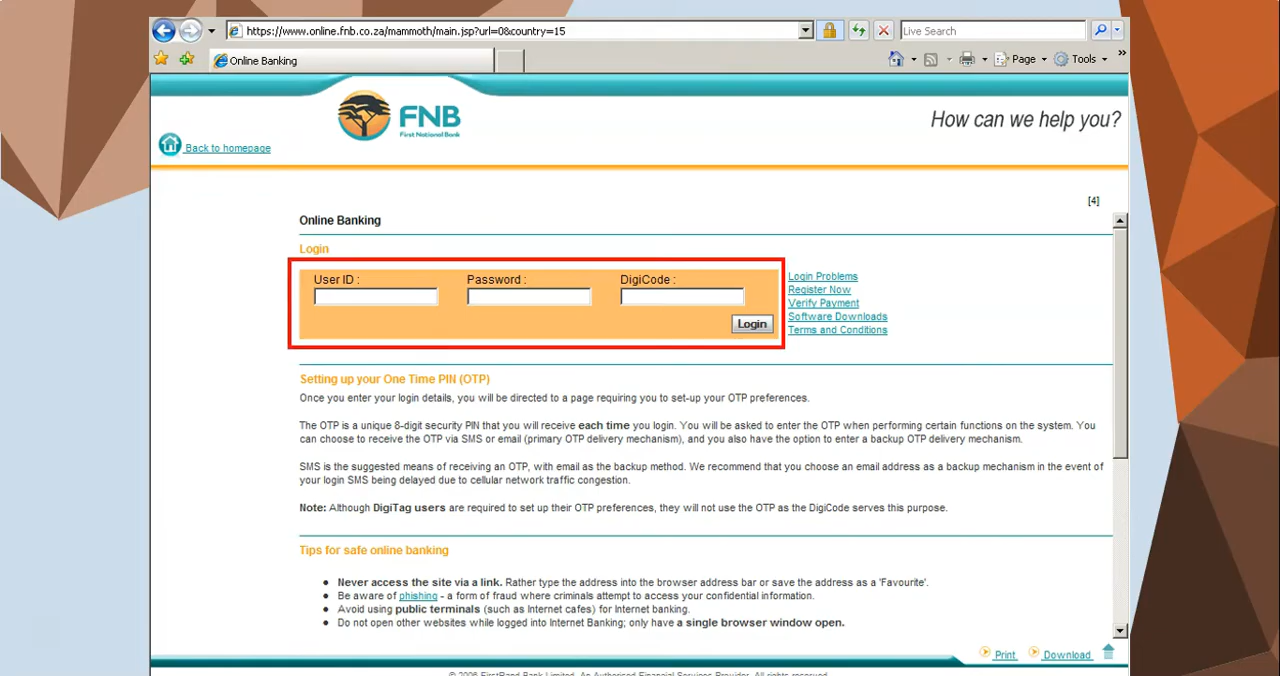 https://www.online.fnb.co.za/mammoth/main.jsp?url=0&country=15
Live Search
Online Banking
Page
Tools
FNB
First National Bank
How can we help you?
Back to homepage
[4]
Online Banking
Login
User ID :
Password :
DigiCode :
Login
Login Problems
Register Now
Verify Payment
Software Downloads
Terms and Conditions
Setting up your One Time PIN (OTP)
Once you enter your login details, you will be directed to a page requiring you to set-up your OTP preferences.
The OTP is a unique 8-digit security PIN that you will receive each time you login. You will be asked to enter the OTP when performing certain functions on the system. You
can choose to receive the OTP via SMS or email (primary OTP delivery mechanism), and you also have the option to enter a backup OTP delivery mechanism.
SMS is the suggested means of receiving an OTP, with email as the backup method. We recommend that you choose an email address as a backup mechanism in the event of
your login SMS being delayed due to cellular network traffic congestion.
Note: Although DigiTag users are required to set up their OTP preferences, they will not use the OTP as the DigiCode serves this purpose.
Tips for safe online banking
Never access the site via a link. Rather type the address into the browser address bar or save the address as a 'Favourite'.
Be aware of phishing - a form of fraud where criminals attempt to access your confidential information.
Avoid using public terminals (such as Internet cafes) for Internet banking.
Do not open other websites while logged into Internet Banking; only have a single browser window open.
Print
Download
© 2006 FirstRand Bank Limited. An Authorised Financial Services Provider. All rights reserved.